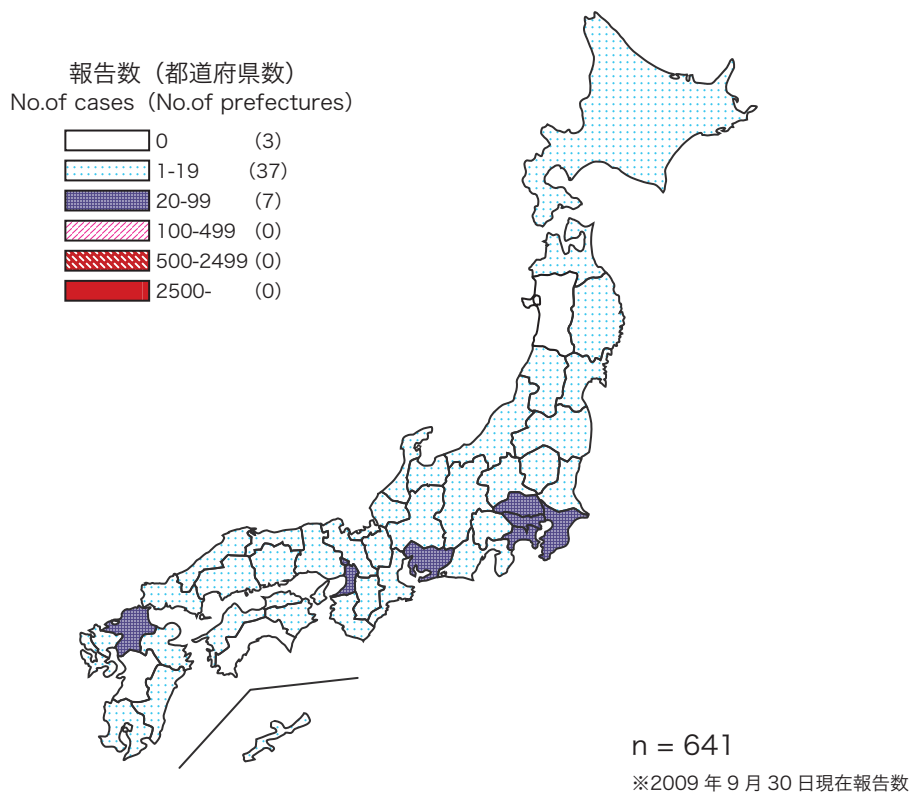 報告数（都道府県数）
No.of cases（No.of prefectures）
0 (3)
1-19 (37)
20-99 (7)
100-499 (0)
500-2499 (0)
2500- (0)
n = 641
※2009 年 9 月 30 日現在報告数